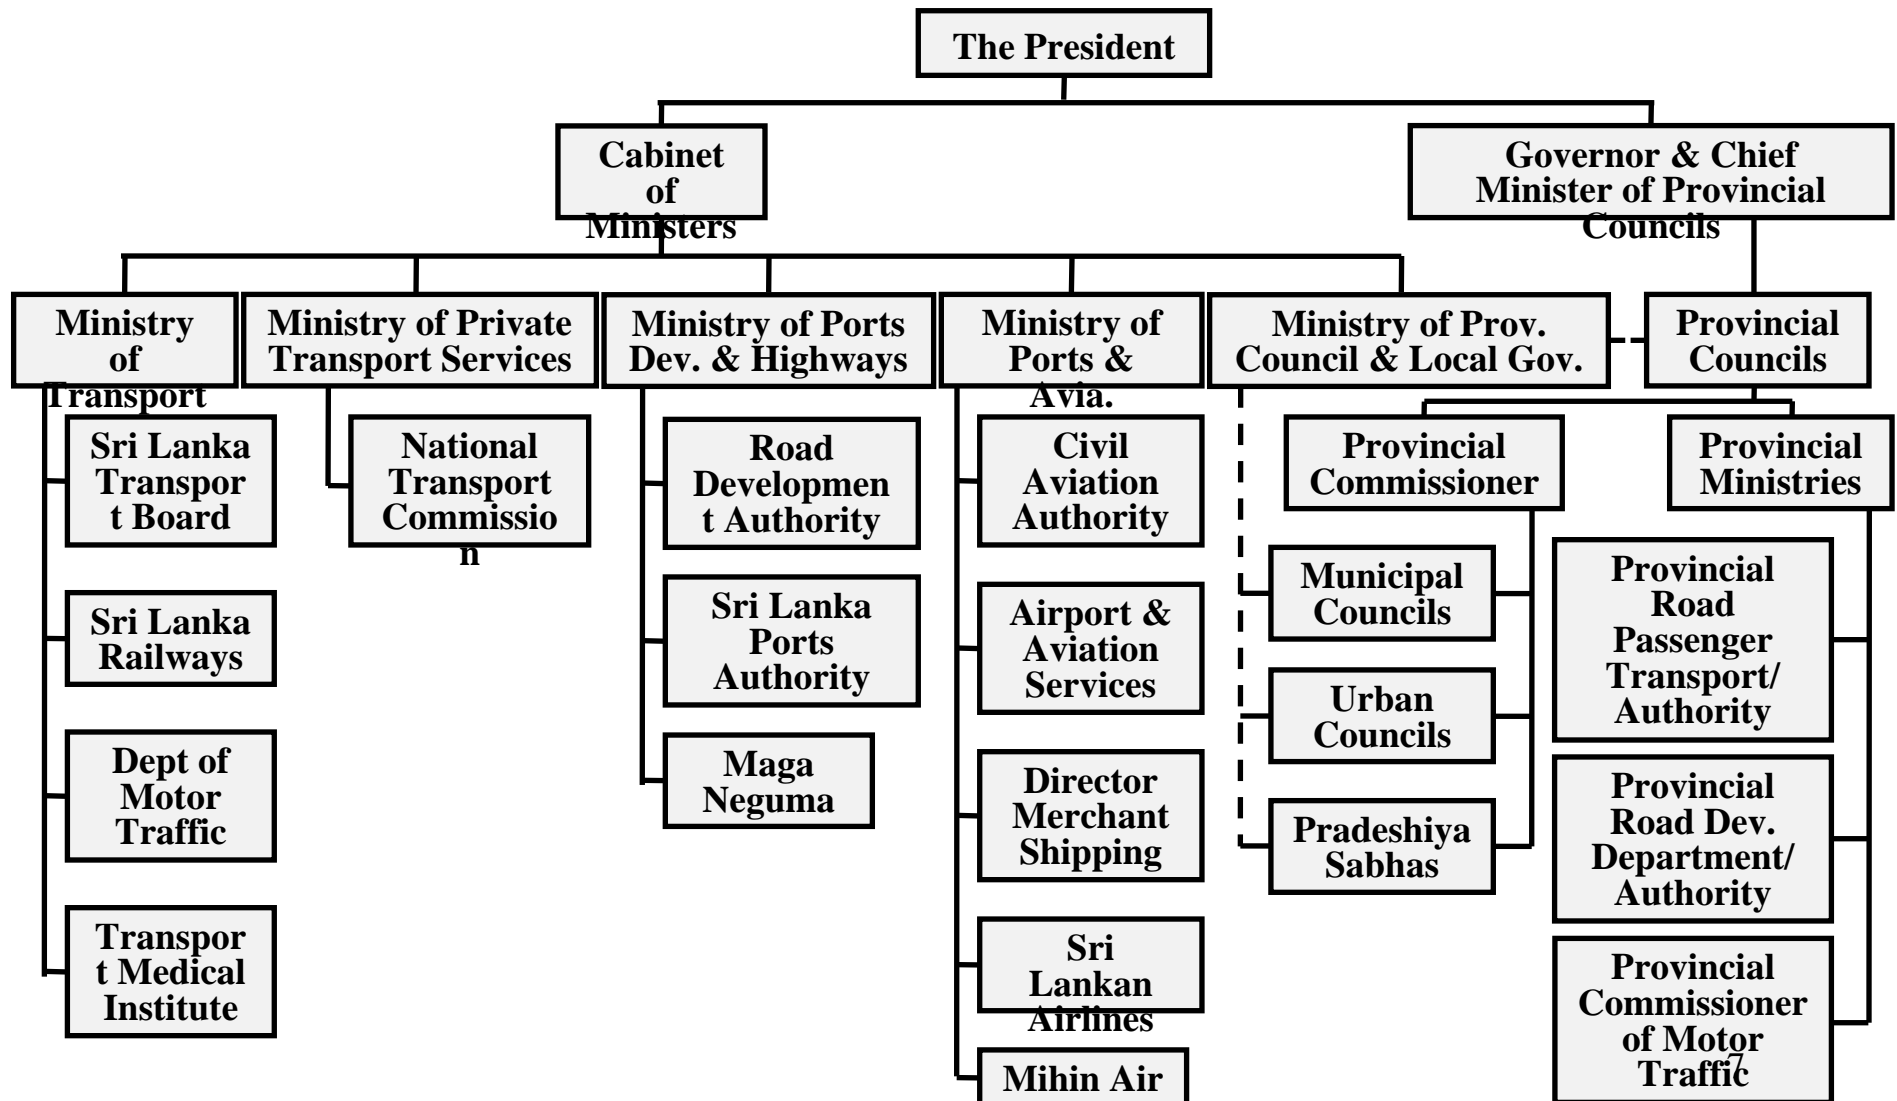 The President
Cabinet
of
Ministers
Governor & Chief
Minister of Provincial
Councils
Ministry
of
Transport
Ministry of Private
Transport Services
Ministry of Ports
Dev. & Highways
Ministry of
Ports &
Avia.
Ministry of Prov.
Council & Local Gov.
Provincial
Councils
Sri Lanka
Transpor
t Board
Sri Lanka
Railways
Dept of
Motor
Traffic
Transpor
t Medical
Institute
National
Transport
Commissio
n
Road
Developmen
t Authority
Sri Lanka
Ports
Authority
Maga
Neguma
Civil
Aviation
Authority
Airport &
Aviation
Services
Director
Merchant
Shipping
Sri
Lankan
Airlines
Mihin Air
Provincial
Commissioner
Municipal
Councils
Urban
Councils
Pradeshiya
Sabhas
Provincial
Ministries
Provincial
Road
Passenger
Transport/
Authority
Provincial
Road Dev.
Department/
Authority
Provincial
Commissioner
of Motor
Traffic
7